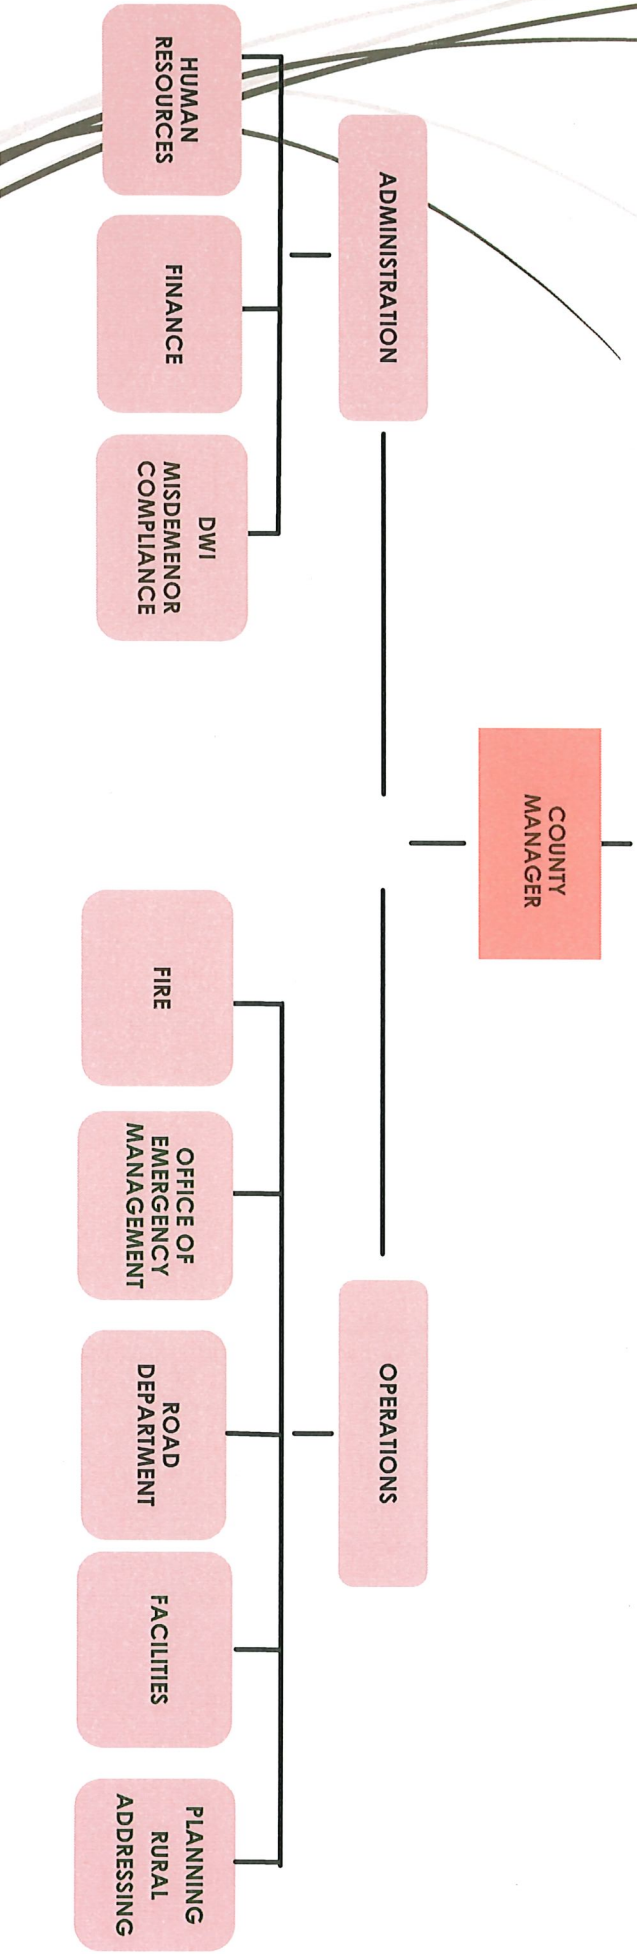 COUNTY
MANAGER
ADMINISTRATION
OPERATIONS
HUMAN
RESOURCES
FINANCE
DWI
MISDEMENOR
COMPLIANCE
FIRE
OFFICE OF
EMERGENCY
MANAGEMENT
ROAD
DEPARTMENT
FACILITIES
PLANNING
RURAL
ADDRESSING